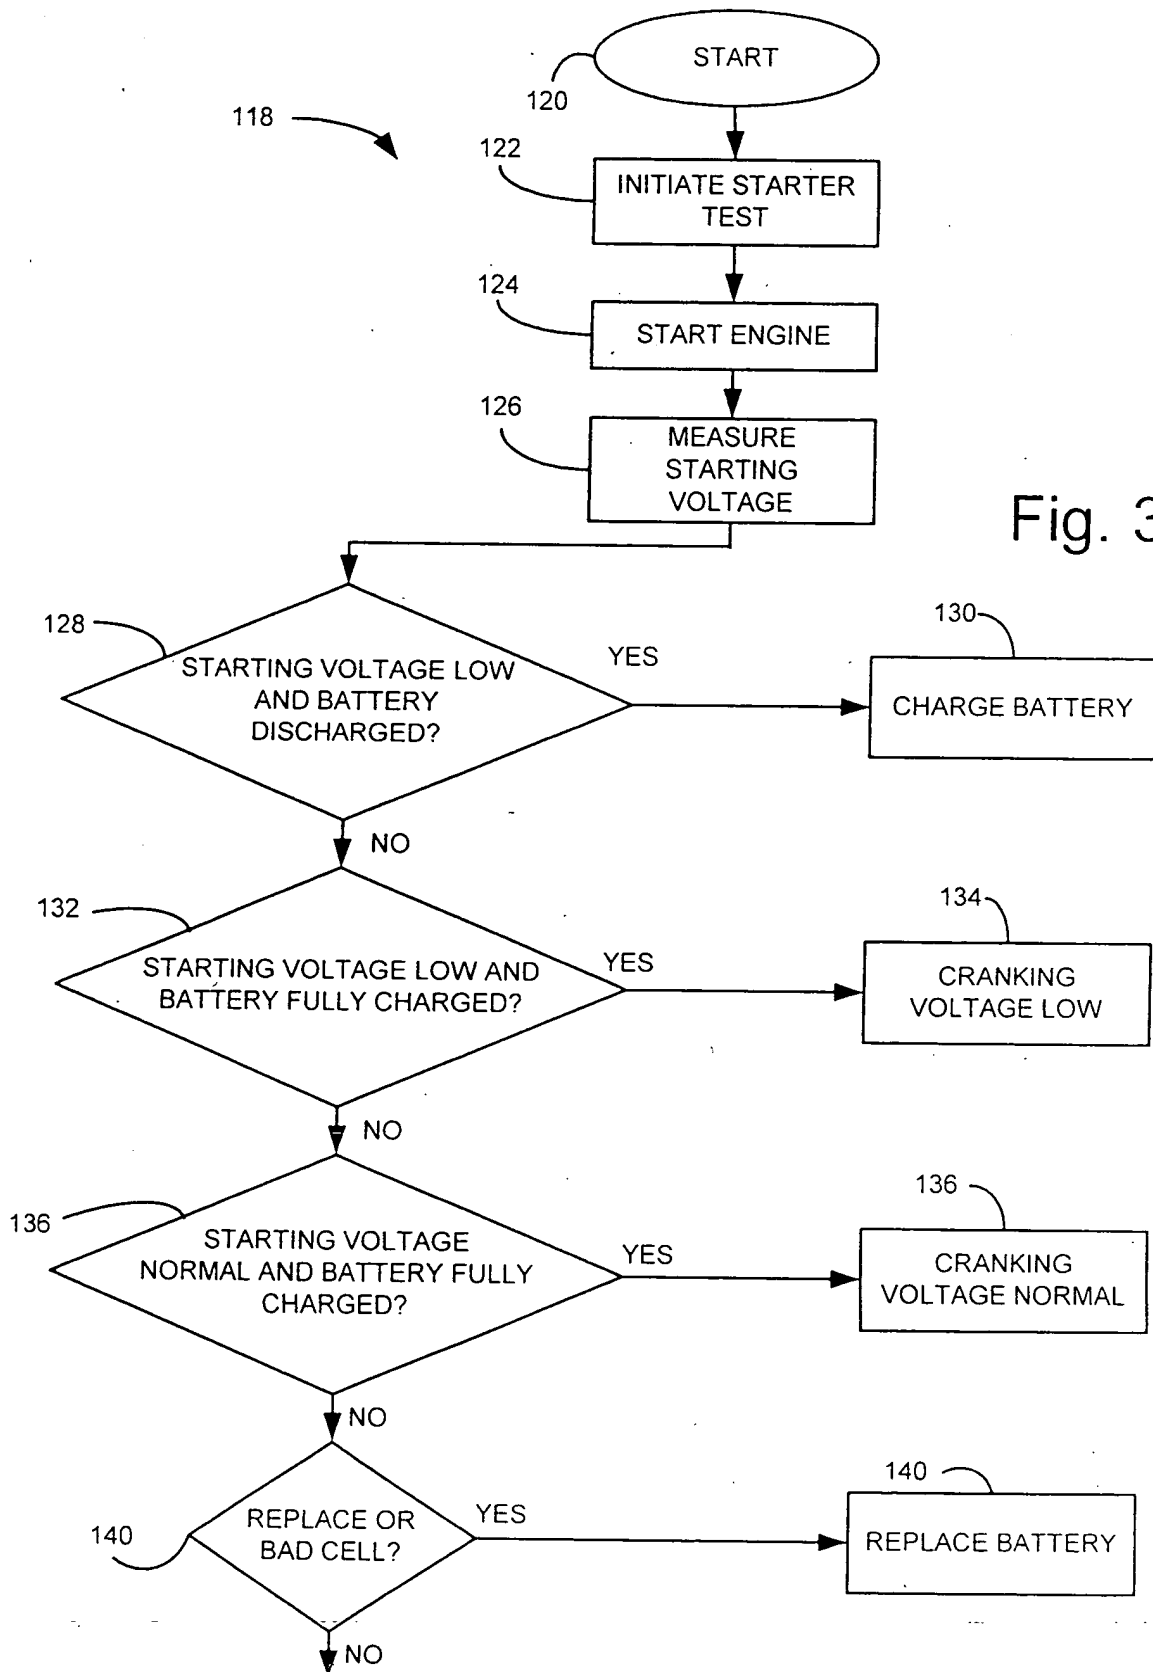 START
120
118
122
INITIATE STARTER
TEST
124
START ENGINE
126
MEASURE
STARTING
VOLTAGE
Fig. 3
128
STARTING VOLTAGE LOW
AND BATTERY
DISCHARGED?
YES
130
CHARGE BATTERY
NO
132
STARTING VOLTAGE LOW AND
BATTERY FULLY CHARGED?
YES
134
CRANKING
VOLTAGE LOW
NO
136
STARTING VOLTAGE
NORMAL AND BATTERY FULLY
CHARGED?
YES
136
CRANKING
VOLTAGE NORMAL
NO
140
REPLACE OR
BAD CELL?
YES
140
REPLACE BATTERY
NO